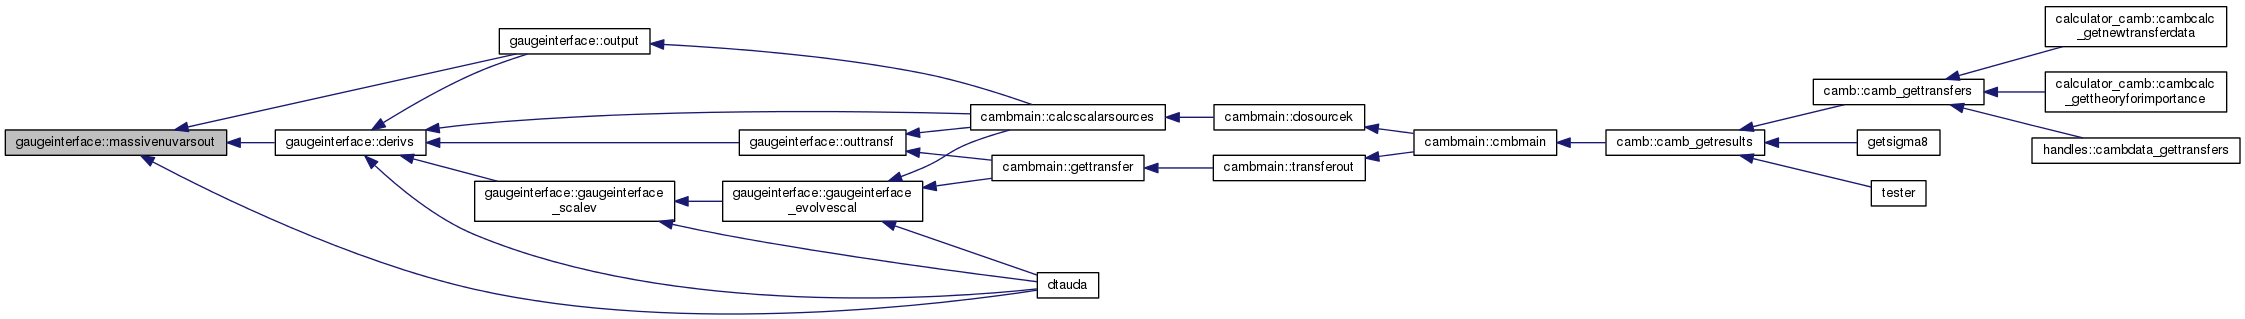 gaugeinterface::massivenuvarsout
gaugeinterface::output
gaugeinterface::derivs
gaugeinterface::gaugeinterface
_scalev
gaugeinterface::outtransf
gaugeinterface::gaugeinterface
_evolvescal
cambmain::calcscalarsources
cambmain::gettransfer
dtauda
cambmain::dosourcek
cambmain::transferout
cambmain::cmbmain
camb::camb_getresults
camb::camb_gettransfers
getsigma8
tester
calculator_camb::cambcalc
_getnewtransferdata
calculator_camb::cambcalc
_gettheoryforimportance
handles::cambdata_gettransfers